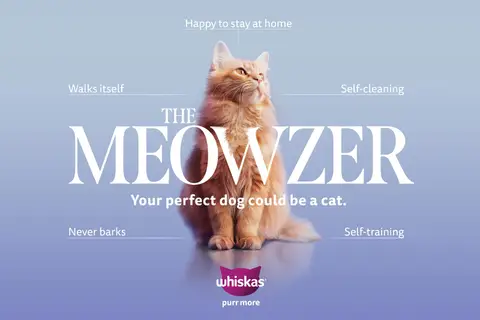 Happy to stay at home
Walks itself
Self-cleaning
THE
MEOWZER
Your perfect dog could be a cat.
Never barks
Self-training
whiskas®
purr more